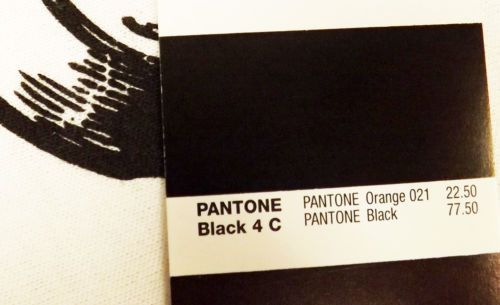 PANTONE
Black 4 C
PANTONE Orange 021 22.50
PANTONE Black 77.50